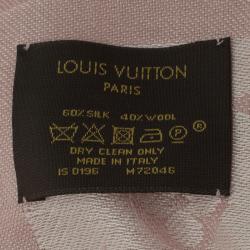 LOUIS VUITTON
PARIS
60% SILK 40% WOOL
DRY CLEAN ONLY
MADE IN ITALY
IS 0196 M72046